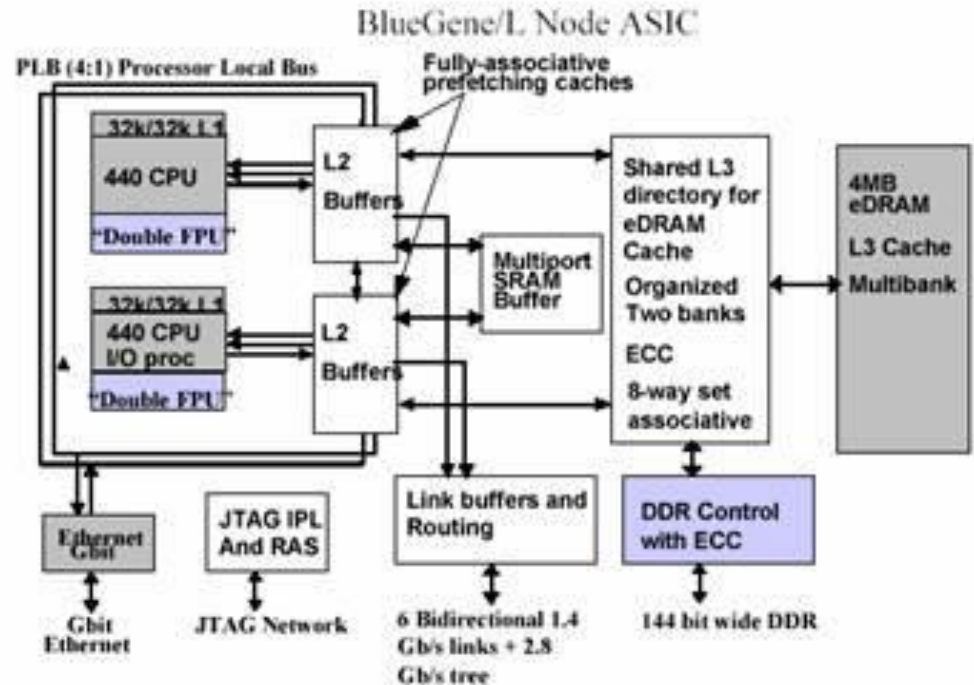 BlueGene/L Node ASIC
PLB (4:1) Processor Local Bus
Fully-associative
prefetching caches
32k/32k L1
440 CPU
"Double FPU"
L2
Buffers
32k/32k L1
440 CPU
I/O proc
"Double FPU"
L2
Buffers
Multiport
SRAM
Buffer
Shared L3
directory for
eDRAM
Cache
Organized
Two banks
ECC
8-way set
associative
4MB
eDRAM
L3 Cache
Multibank
Ethernet
Gbit
JTAG IPL
And RAS
Link buffers and
Routing
DDR Control
with ECC
Gbit
Ethernet
JTAG Network
6 Bidirectional 1.4
Gb/s links + 2.8
Gb/s tree
144 bit wide DDR